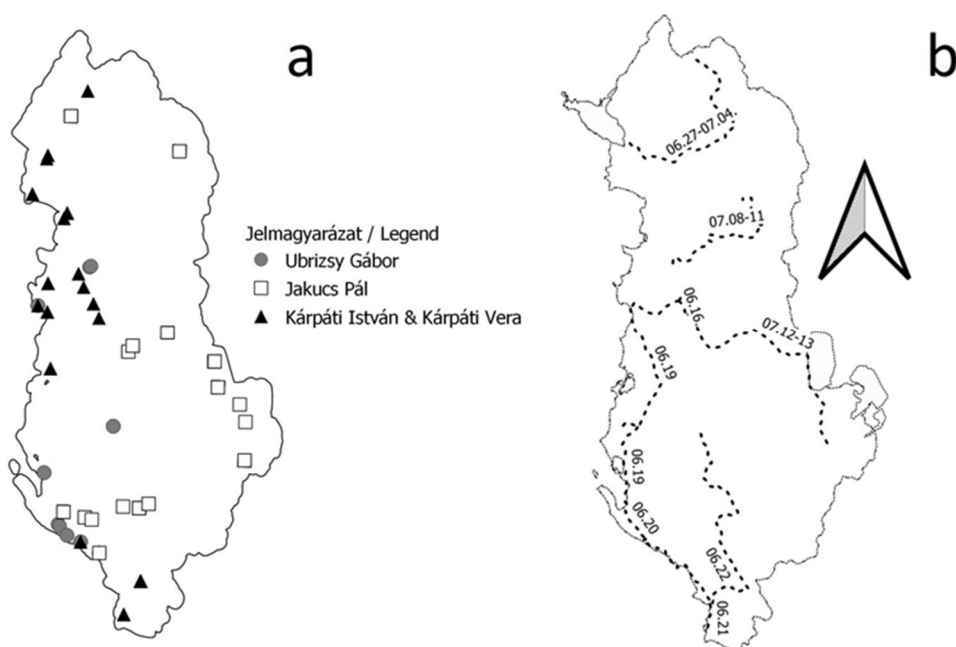 a
Jelmagyarázat / Legend
Ubrizsy Gábor
Jakucs Pál
Kárpáti István & Kárpáti Vera
b
06.27-07.04.
07.08-11
06.16
07.12-13
06.19
06.19
06.20
06.22
06.21